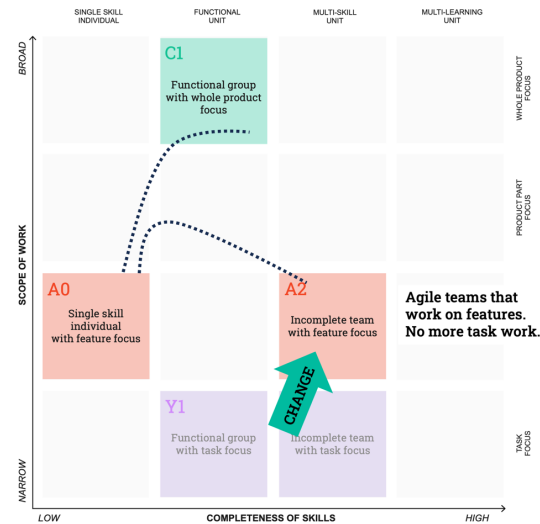 SINGLE SKILL
INDIVIDUAL
FUNCTIONAL
UNIT
MULTI-SKILL
UNIT
MULTI-LEARNING
UNIT
BROAD
C1
Functional group
with whole product
focus
WHOLE PRODUCT
FOCUS
PRODUCT PART
FOCUS
SCOPE OF WORK
A0
Single skill
individual
with feature focus
A2
Incomplete team
with feature focus
Agile teams that
work on features.
No more task work.
CHANGE
Y1
Functional group
with task focus
Incomplete team
with task focus
TASK
FOCUS
NARROW
LOW
COMPLETENESS OF SKILLS
HIGH